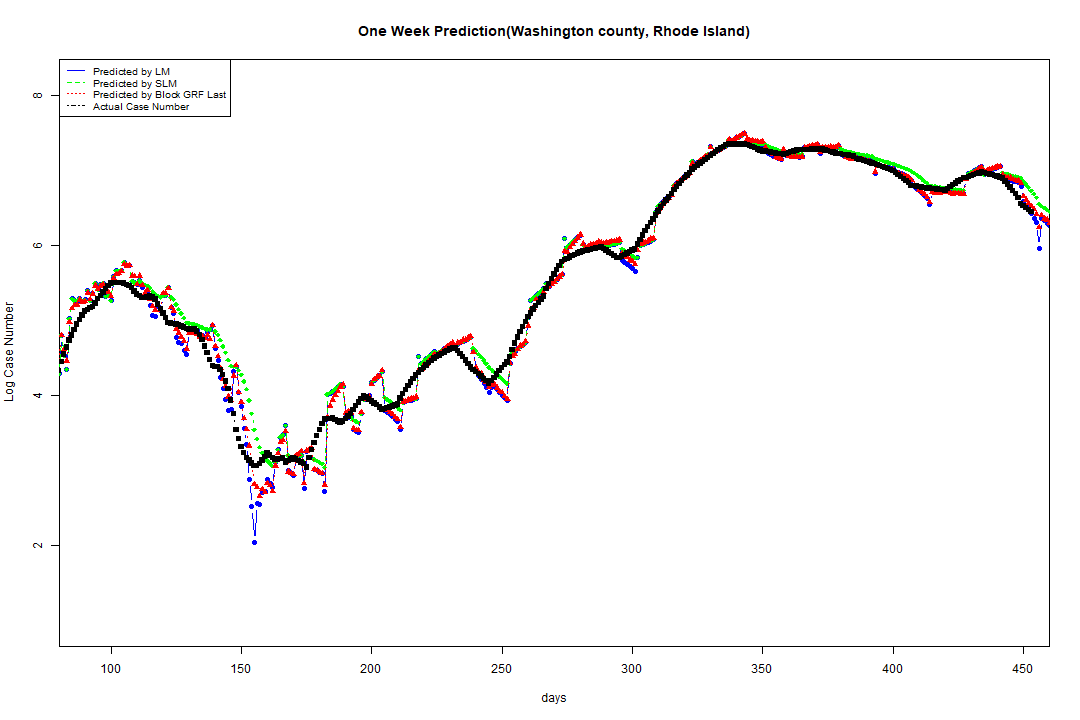 One Week Prediction(Washington county, Rhode Island)
Predicted by LM
Predicted by SLM
Predicted by Block GRF Last
Actual Case Number
8
6
4
2
Log Case Number
100 150 200 250 300 350 400 450
days